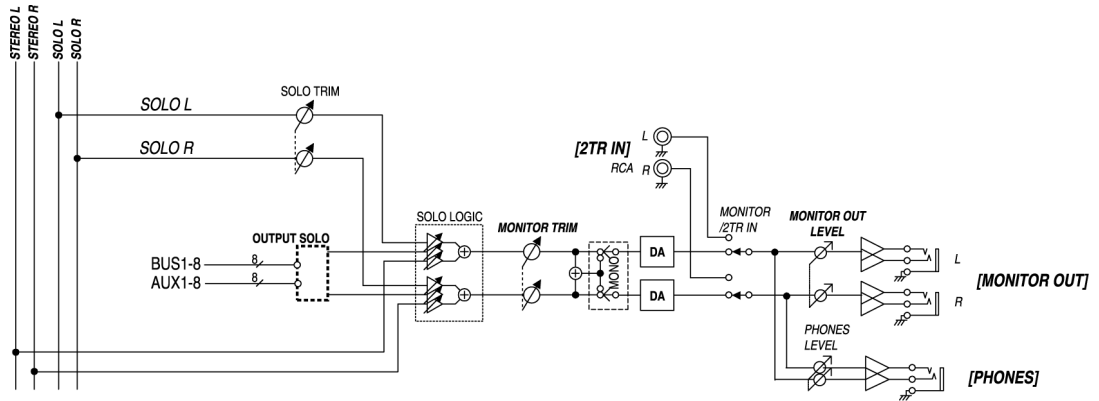 STEREO L
STEREO R
SOLO L
SOLO R
SOLO TRIM
SOLO L
SOLO R
[2TR IN]
L
RCA R
SOLO LOGIC
MONITOR TRIM
MONITOR
/2TR IN
MONITOR OUT
LEVEL
OUTPUT SOLO
BUS1-8
8
AUX1-8
8
MONO
DA
DA
L
[MONITOR OUT]
R
PHONES
LEVEL
[PHONES]